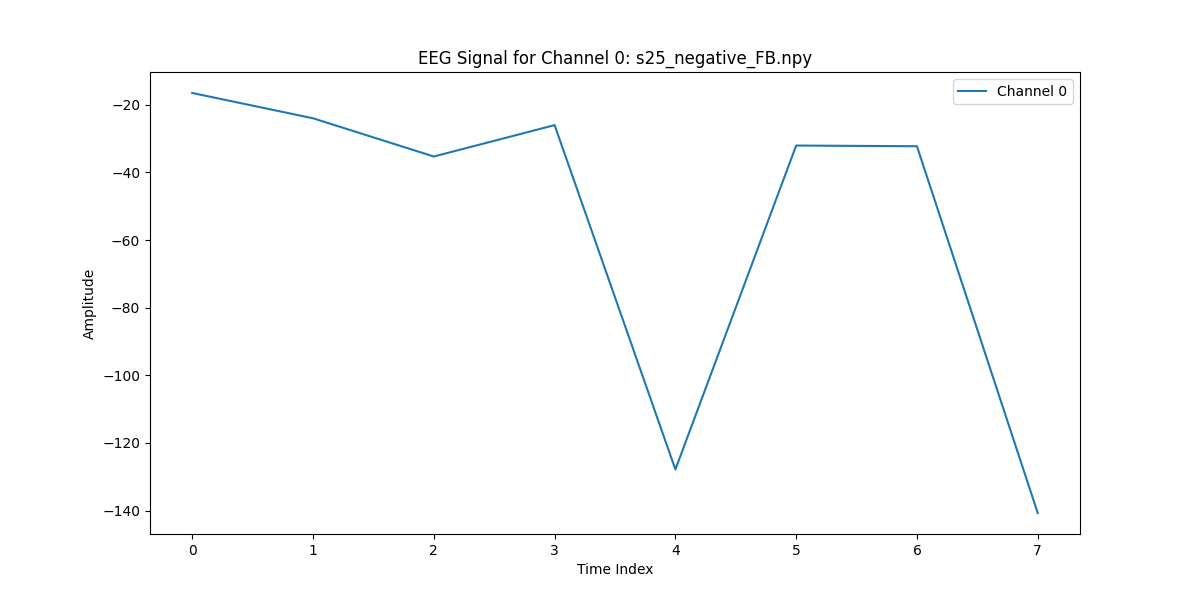 EEG Signal for Channel 0: s25_negative_FB.npy
Channel 0
Amplitude
−20
−40
−60
−80
−100
−120
−140
0 1 2 3 4 5 6 7
Time Index